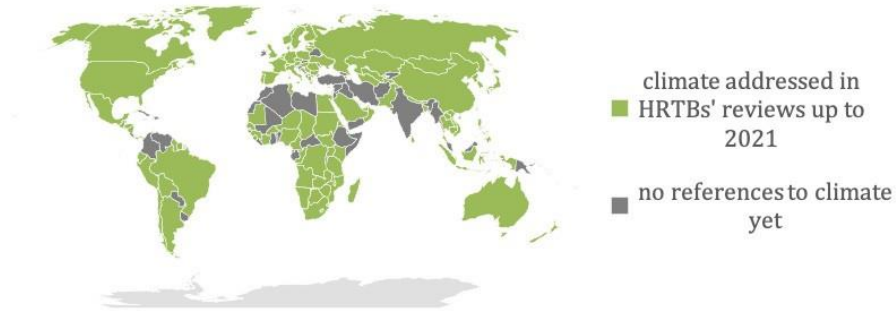 climate addressed in
HRTBs' reviews up to
2021
no references to climate
yet